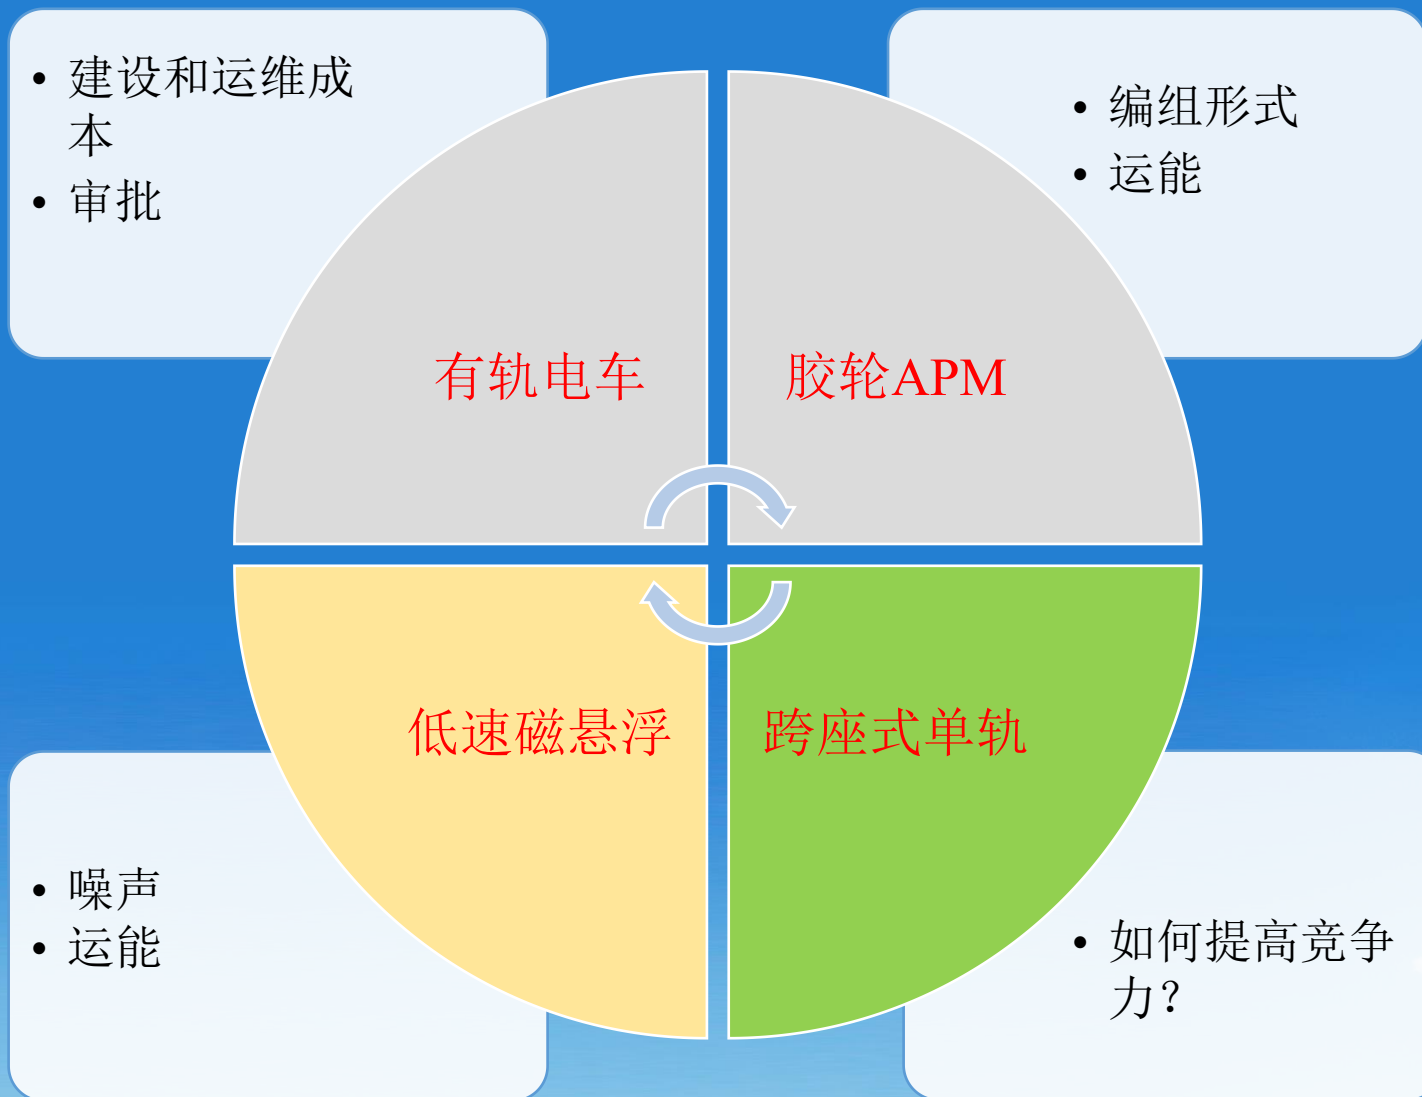 • 建设和运维成
本
• 审批
• 编组形式
• 运能
有轨电车
胶轮APM
低速磁悬浮
跨座式单轨
• 噪声
• 运能
• 如何提高竞争
力？